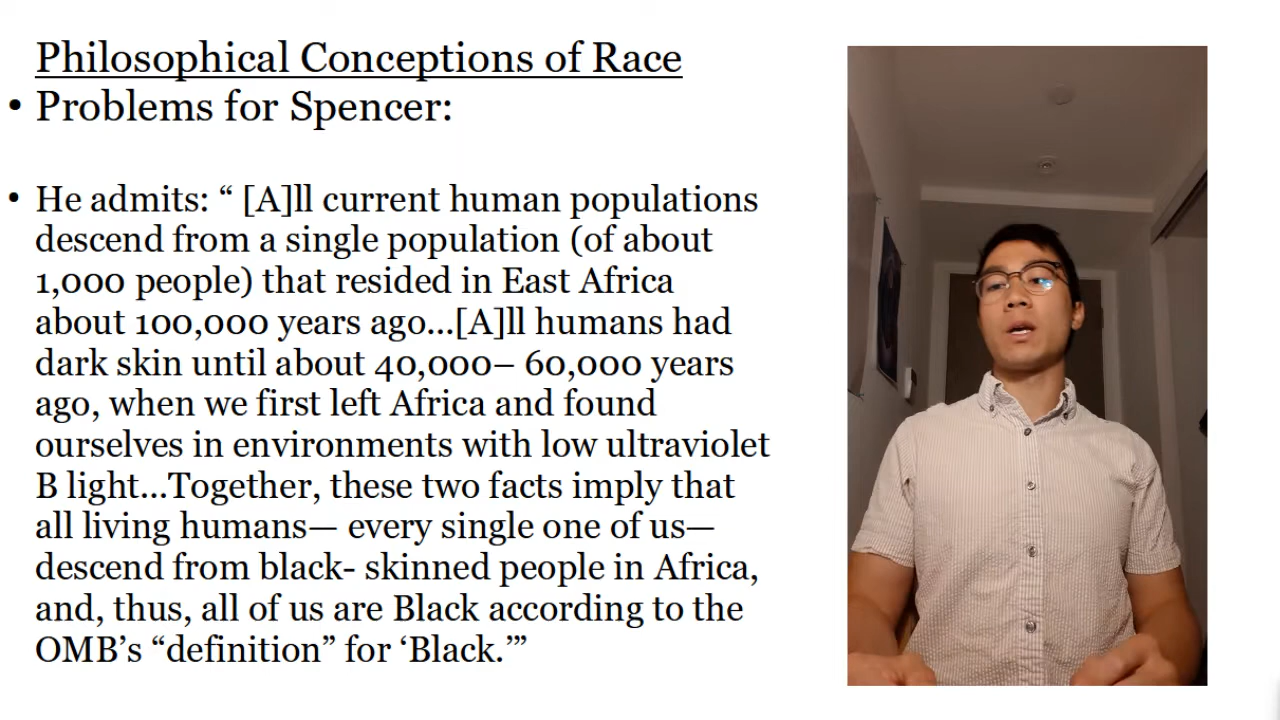 Philosophical Conceptions of Race
• Problems for Spencer:
• He admits: “ [A]ll current human populations
descend from a single population (of about
1,000 people) that resided in East Africa
about 100,000 years ago...[A]ll humans had
dark skin until about 40,000– 60,000 years
ago, when we first left Africa and found
ourselves in environments with low ultraviolet
B light...Together, these two facts imply that
all living humans— every single one of us—
descend from black- skinned people in Africa,
and, thus, all of us are Black according to the
OMB’s “definition” for ‘Black.’”